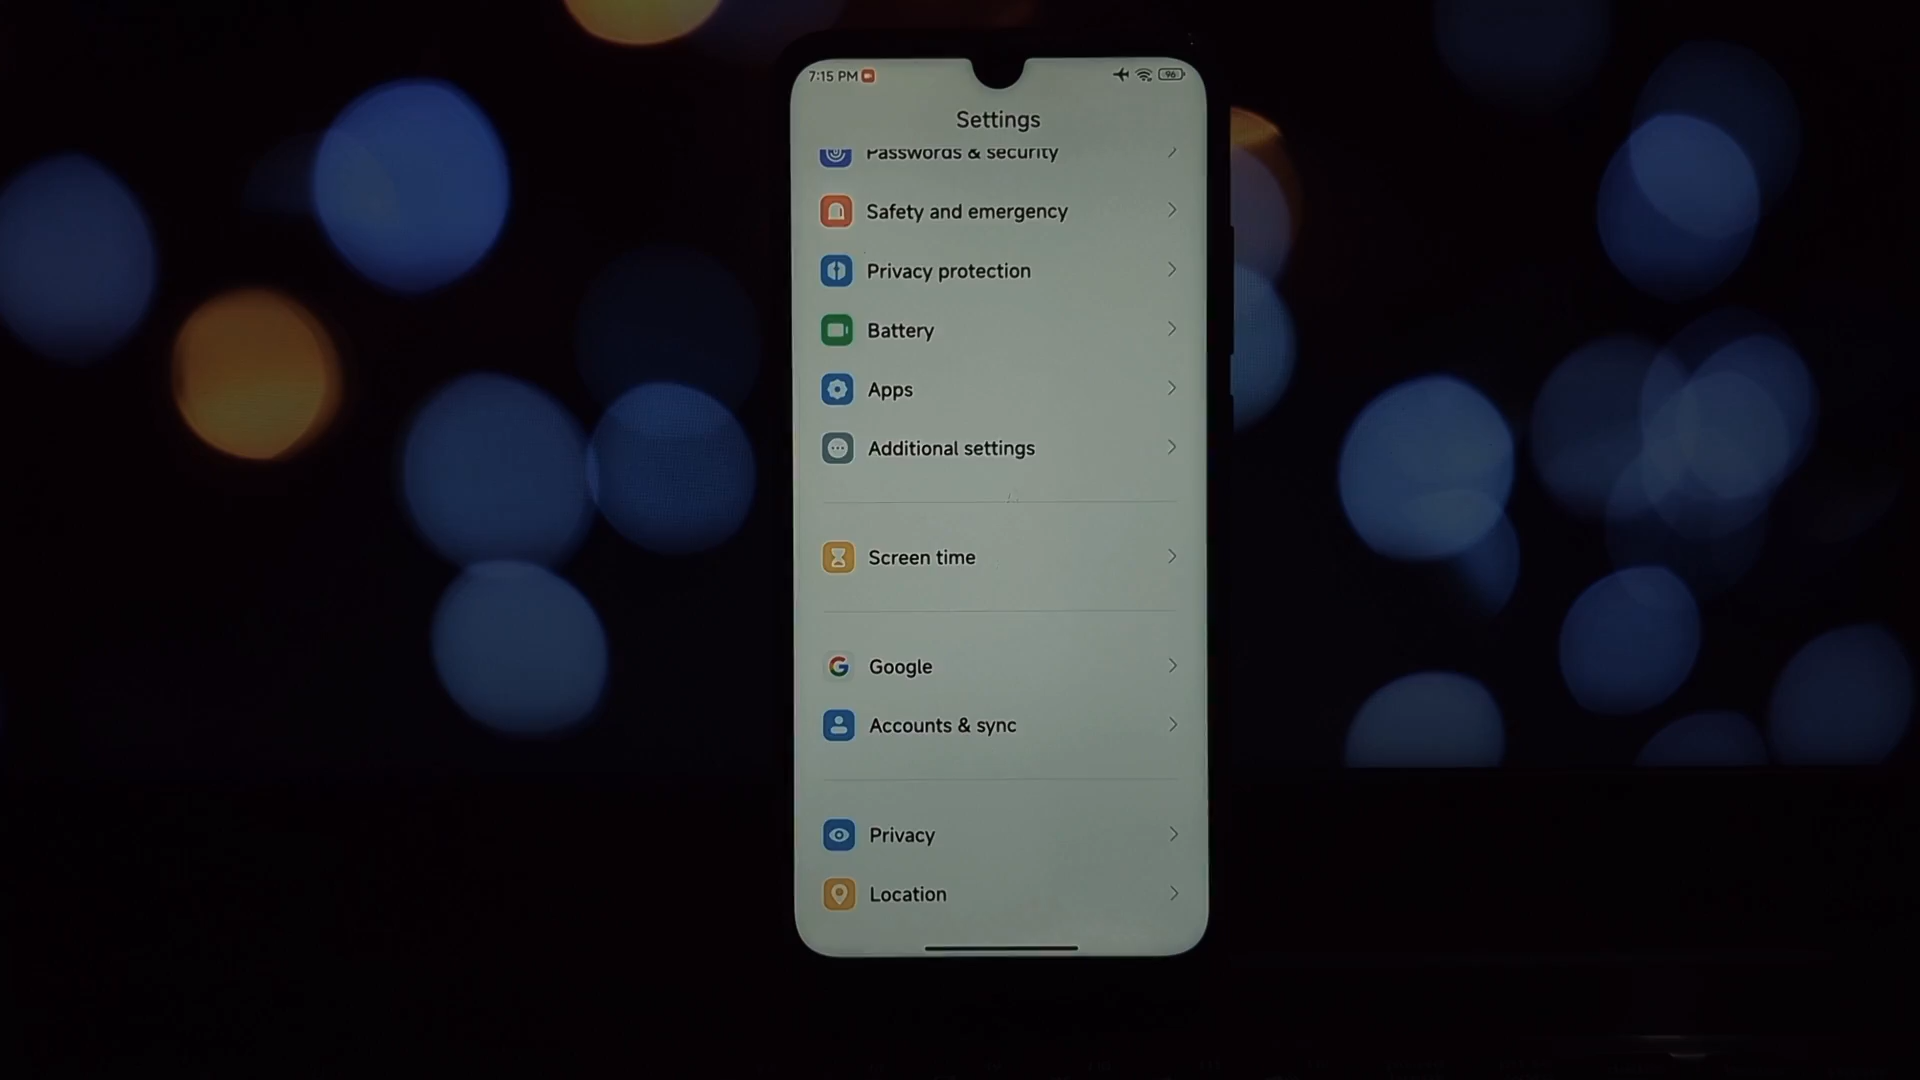 7:15 PM
96
Settings
Passwords & security
Safety and emergency
Privacy protection
Battery
Apps
Additional settings
Screen time
Google
Accounts & sync
Privacy
Location